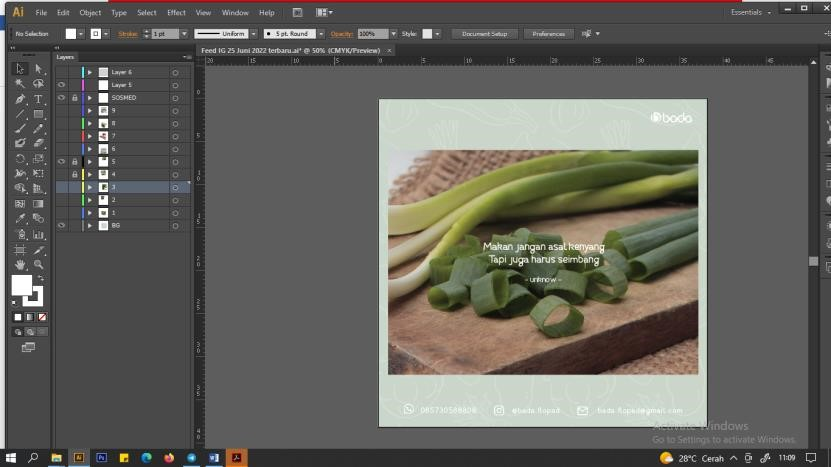 Ai File Edit Object Type Select Effect View Window Help Essentials
No Selection Stroke: 1 pt Uniform 5 pt. Round Opacity: 100% Style: Document Setup Preferences
Feed IG 25 Juni 2022 terbaru.ai* @ 50% (CMYK/Preview)
Layers
Layer 6
Layer 5
SOSMED
9
8
7
6
5
4
3
2
1
BG
20 15 10 5 0 5 10 15 20 25 30 35 40 45
bada
Makan jangan asal kenyang
Tapi juga harus seimbang
- unknow -
@bada.flopad bada.flopad@gmail.com
Activate Windows
Go to Settings to activate Windows.
28°C Cerah 11:09